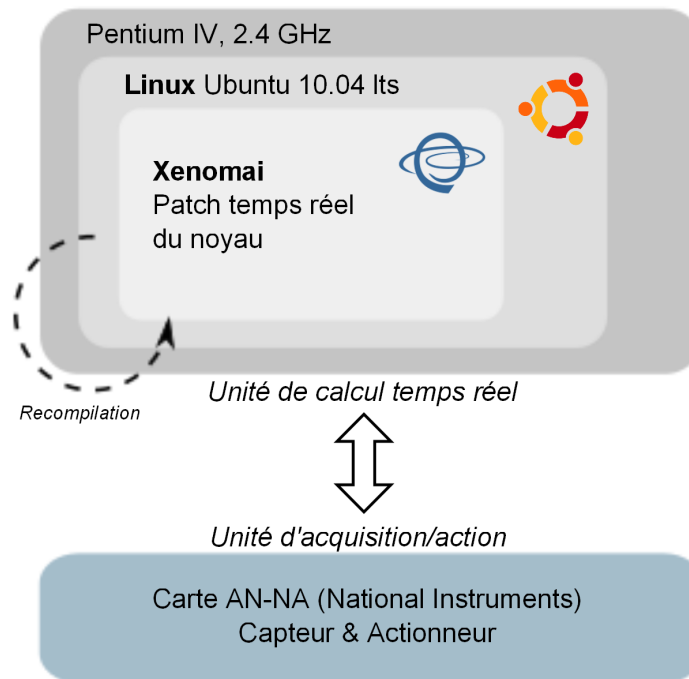 Pentium IV, 2.4 GHz
Linux Ubuntu 10.04 lts
Xenomai
Patch temps réel
du noyau
Recompilation
Unité de calcul temps réel
Unité d'acquisition/action
Carte AN-NA (National Instruments)
Capteur & Actionneur